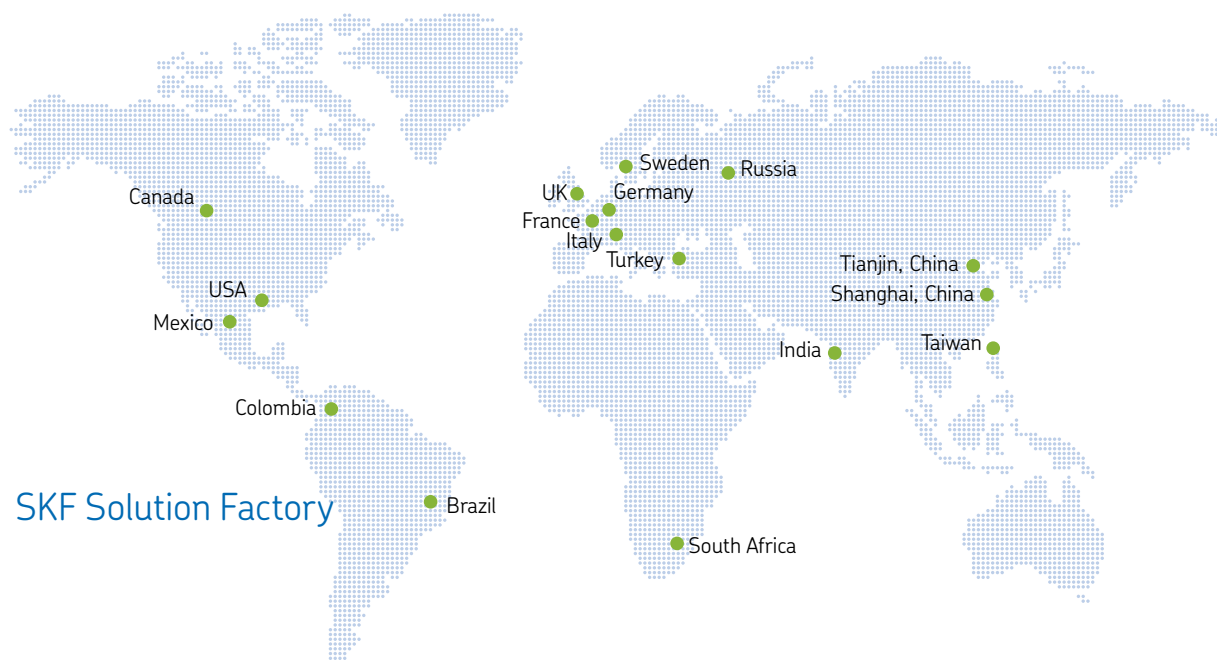 Sweden
Russia
UK
Germany
Canada
France
Italy
Turkey
Tianjin, China
USA
Shanghai, China
Mexico
Taiwan
India
Colombia
SKF Solution Factory
Brazil
South Africa